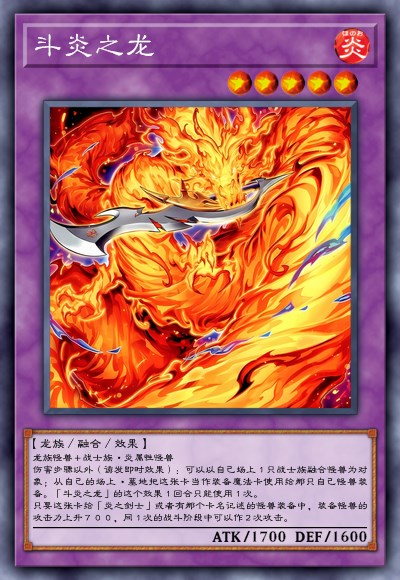 斗炎之龙
ほのお
炎
【龙族／融合／效果】
龙族怪兽＋战士族·炎属性怪兽
伤害步骤以外（诱发即时效果）：可以以自己场上１只战士族融合怪兽为对
象；从自己的场上·墓地把这张卡当作装备魔法卡使用给那只自己怪兽装
备。「斗炎之龙」的这个效果１回合只能使用１次。
只要这张卡给「炎之剑士」或者有那个卡名记述的怪兽装备中，装备怪兽的
攻击力上升７００，同１次的战斗阶段中可以作２次攻击。
ATK/1700 DEF/1600